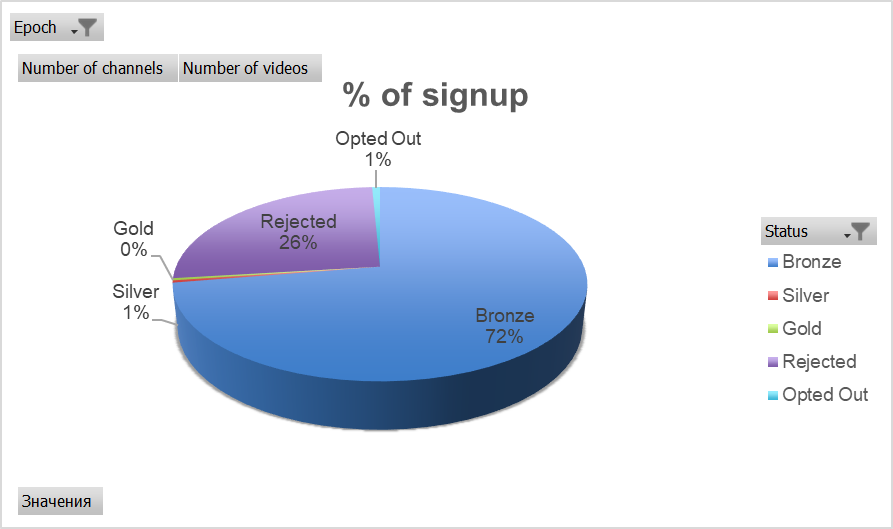 Epoch
Number of channels
Number of videos
% of signup
Opted Out
1%
Rejected
26%
Gold
0%
Silver
1%
Bronze
72%
Status
Bronze
Silver
Gold
Rejected
Opted Out
Значения